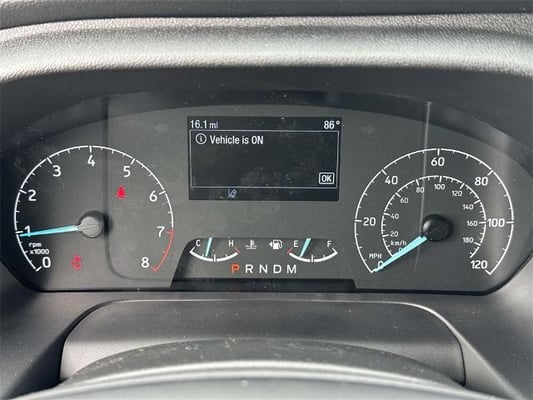 16.1 mi 86°
Vehicle is ON
OK
0 1 2 3 4 5 6 7 8
rpm
x1000
C H E F
P R N D M
0 20 40 60 80 100 120
MPH
0 20 40 60 80 100 120 140 160 180
km/h